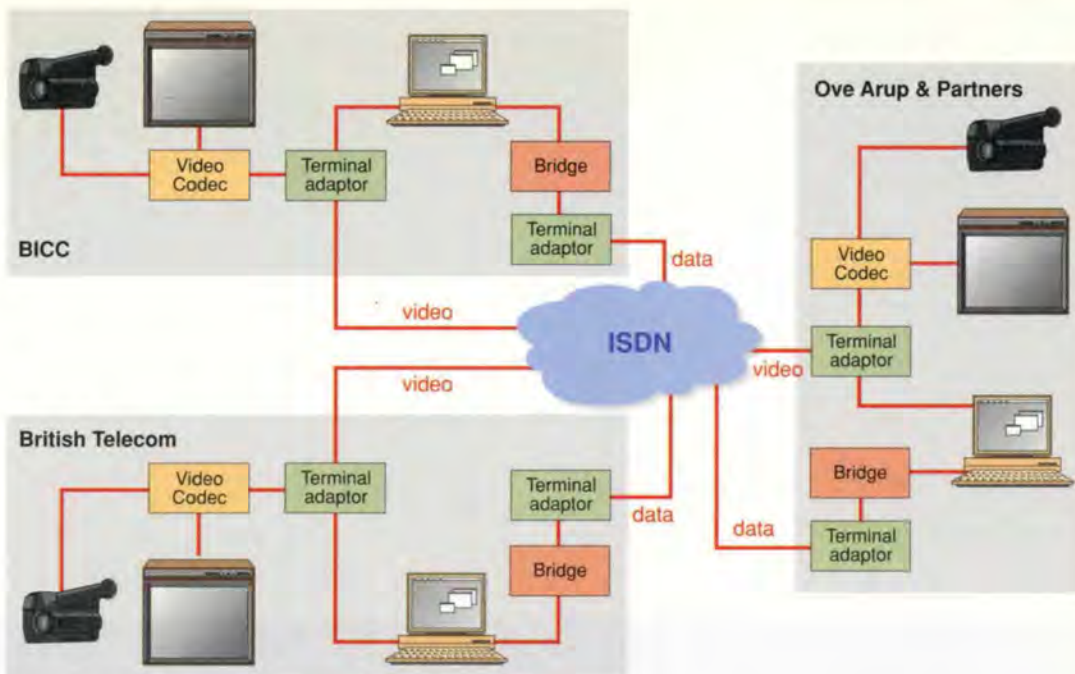 Video
Codec
Terminal
adaptor
Bridge
Terminal
adaptor
BICC
data
video
ISDN
video
British Telecom
Video
Codec
Terminal
adaptor
Terminal
adaptor
data
Bridge
Ove Arup & Partners
Video
Codec
Terminal
adaptor
video
Bridge
data
Terminal
adaptor